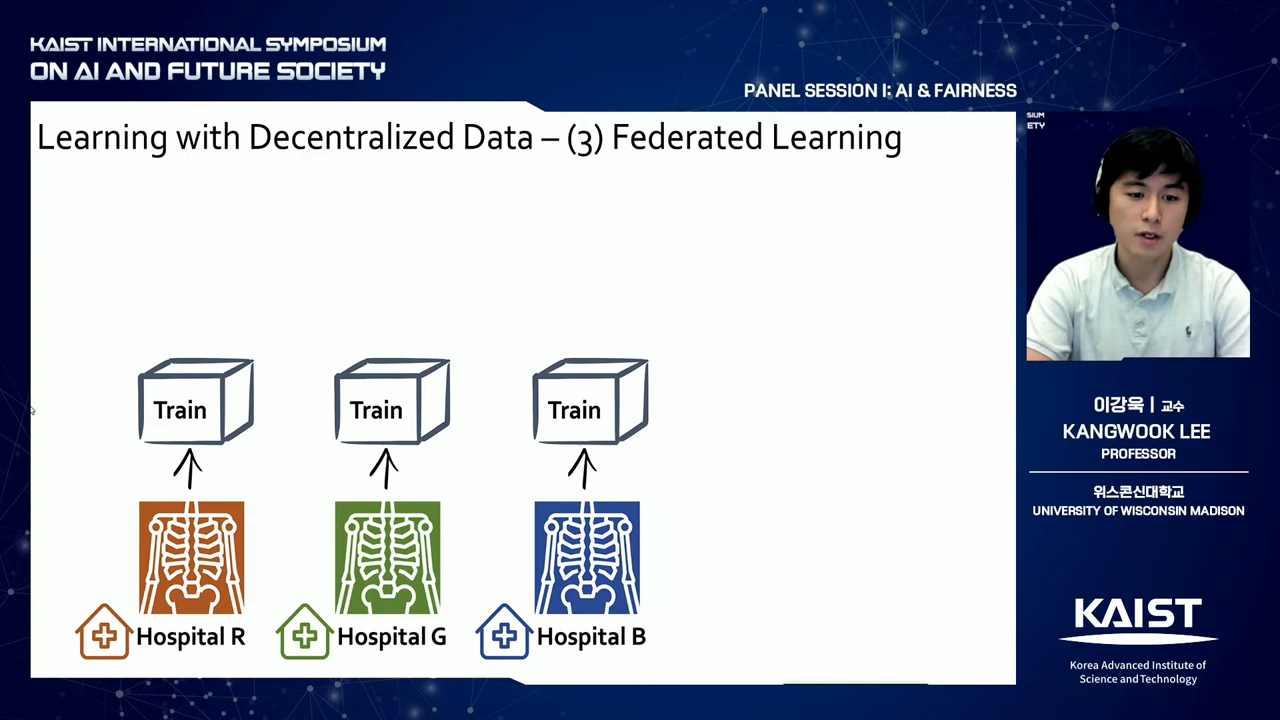 KAIST INTERNATIONAL SYMPOSIUM
ON AI AND FUTURE SOCIETY
PANEL SESSION I: AI & FAIRNESS
Learning with Decentralized Data – (3) Federated Learning
SIUM
ETY
Train
Train
Train
Hospital R
Hospital G
Hospital B
이강욱 | 교수
KANGWOOK LEE
PROFESSOR
위스콘신대학교
UNIVERSITY OF WISCONSIN MADISON
KAIST
Korea Advanced Institute of
Science and Technology